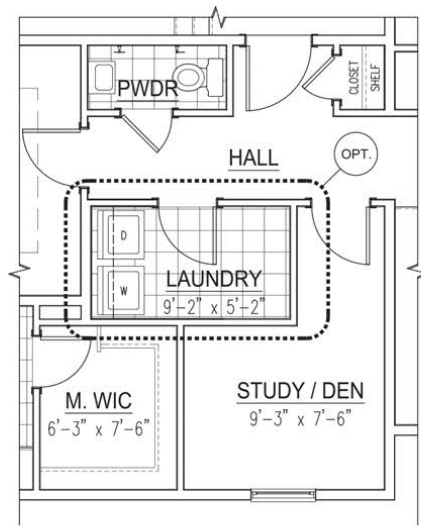 PWDR
CLOSET
SHELF
HALL
OPT.
D
W
LAUNDRY
9'-2" x 5'-2"
M. WIC
6'-3" x 7'-6"
STUDY / DEN
9'-3" x 7'-6"